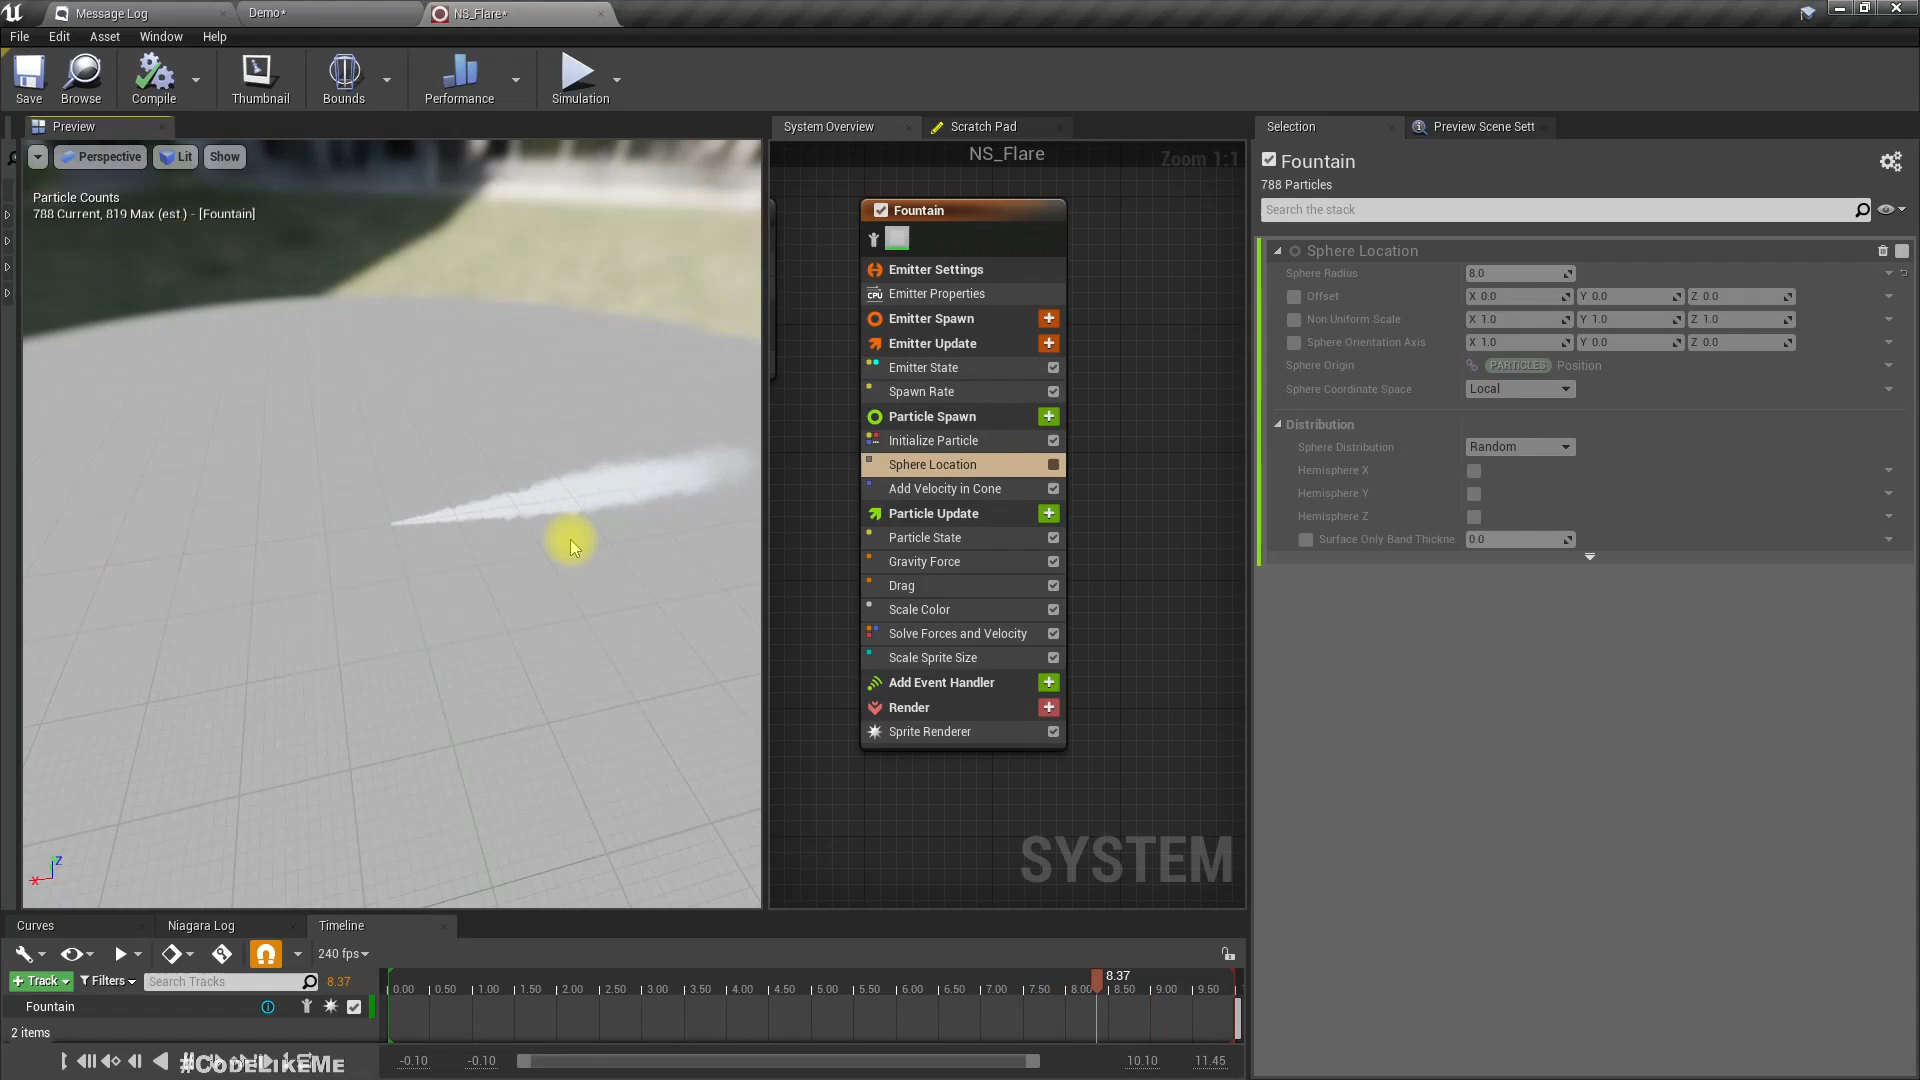 Message Log
Demo*
NS_Flare*
File
Edit
Asset
Window
Help
Save
Browse
Compile
Thumbnail
Bounds
Performance
Simulation
Preview
System Overview
Scratch Pad
Selection
Preview Scene Sett
Perspective
Lit
Show
NS_Flare
Zoom 1:1
Fountain
788 Particles
Particle Counts
788 Current, 819 Max (est.) - [Fountain]
Search the stack
Fountain
Emitter Settings
CPU Emitter Properties
Emitter Spawn
Emitter Update
Emitter State
Spawn Rate
Particle Spawn
Initialize Particle
Sphere Location
Add Velocity in Cone
Particle Update
Particle State
Gravity Force
Drag
Scale Color
Solve Forces and Velocity
Scale Sprite Size
Add Event Handler
Render
Sprite Renderer
SYSTEM
Sphere Location
Sphere Radius 8.0
Offset X 0.0 Y 0.0 Z 0.0
Non Uniform Scale X 1.0 Y 1.0 Z 1.0
Sphere Orientation Axis X 1.0 Y 0.0 Z 0.0
Sphere Origin PARTICLES Position
Sphere Coordinate Space Local
Distribution
Sphere Distribution Random
Hemisphere X
Hemisphere Y
Hemisphere Z
Surface Only Band Thickne 0.0
Z
X
Curves
Niagara Log
Timeline
240 fps
Track
Filters
Search Tracks
8.37
8.37
0.00 0.50 1.00 1.50 2.00 2.50 3.00 3.50 4.00 4.50 5.00 5.50 6.00 6.50 7.00 7.50 8.00 8.50 9.00 9.50
Fountain
2 items
#CodeLikeMe
-0.10
-0.10
10.10
11.45